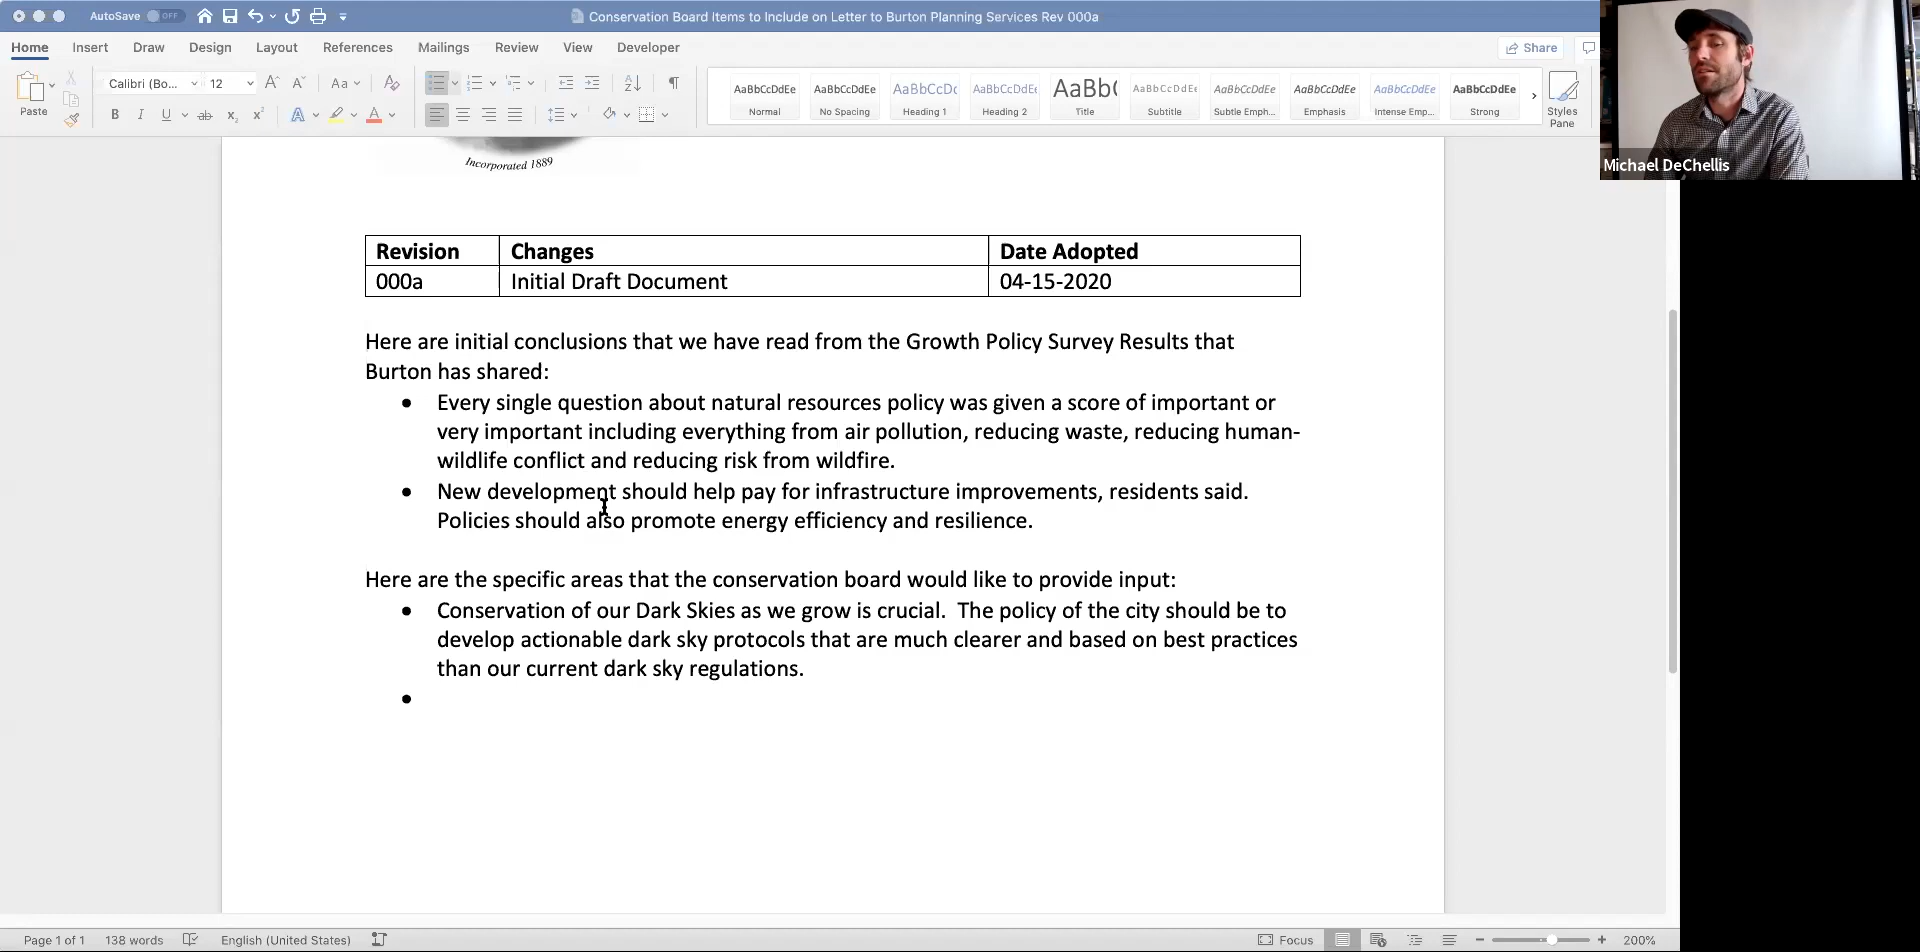 AutoSave OFF
Conservation Board Items to Include on Letter to Burton Planning Services Rev 000a
Home Insert Draw Design Layout References Mailings Review View Developer
Share
Paste
Calibri (Bo... 12
Aa
B I U ab x₂ x²
AaBbCcDdEe Normal
AaBbCcDdEe No Spacing
AaBbCcDc Heading 1
AaBbCcDdEe Heading 2
AaBb( Title
AaBbCcDdEe Subtitle
AaBbCcDdEe Subtle Emph...
AaBbCcDdEe Emphasis
AaBbCcDdEe Intense Emp...
AaBbCcDdEe Strong
Styles
Pane
Michael DeChellis
Incorporated 1889
Revision Changes Date Adopted
000a Initial Draft Document 04-15-2020
Here are initial conclusions that we have read from the Growth Policy Survey Results that
Burton has shared:
• Every single question about natural resources policy was given a score of important or
very important including everything from air pollution, reducing waste, reducing human-
wildlife conflict and reducing risk from wildfire.
• New development should help pay for infrastructure improvements, residents said.
Policies should also promote energy efficiency and resilience.
Here are the specific areas that the conservation board would like to provide input:
• Conservation of our Dark Skies as we grow is crucial.  The policy of the city should be to
develop actionable dark sky protocols that are much clearer and based on best practices
than our current dark sky regulations.
•
Page 1 of 1 138 words English (United States) Focus 200%